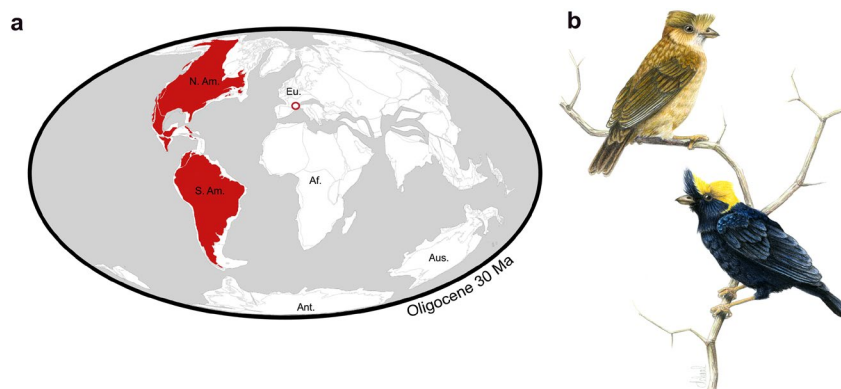 a
b
N. Am.
Eu.
S. Am.
Af.
Aus.
Ant.
Oligocene 30 Ma